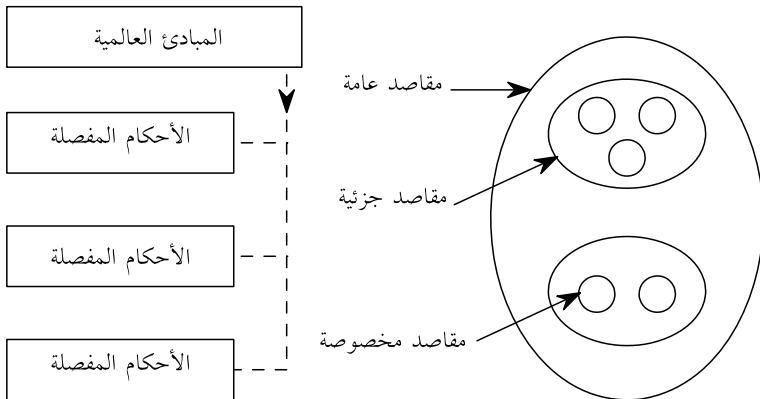 المبادئ العالمية
الأحكام المفصلة
الأحكام المفصلة
الأحكام المفصلة
مقاصد عامة
مقاصد جزئية
مقاصد مخصوصة